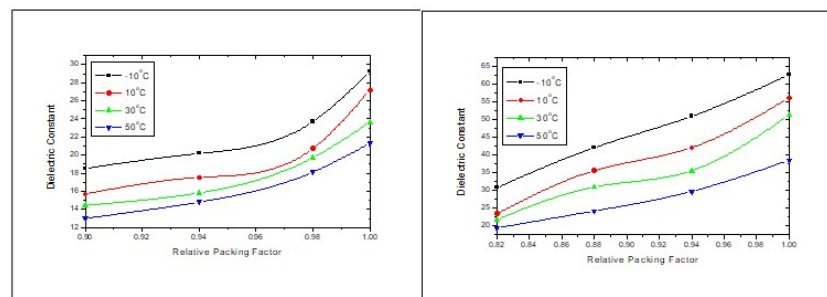 Dielectric Constant
30
28
26
24
22
20
18
16
14
12
-10°C
10°C
30°C
50°C
0.90 0.92 0.94 0.96 0.98 1.00
Relative Packing Factor
Dielectric Constant
65
60
55
50
45
40
35
30
25
20
-10°C
10°C
30°C
50°C
0.82 0.84 0.86 0.88 0.90 0.92 0.94 0.96 0.98 1.00
Relative Packing Factor